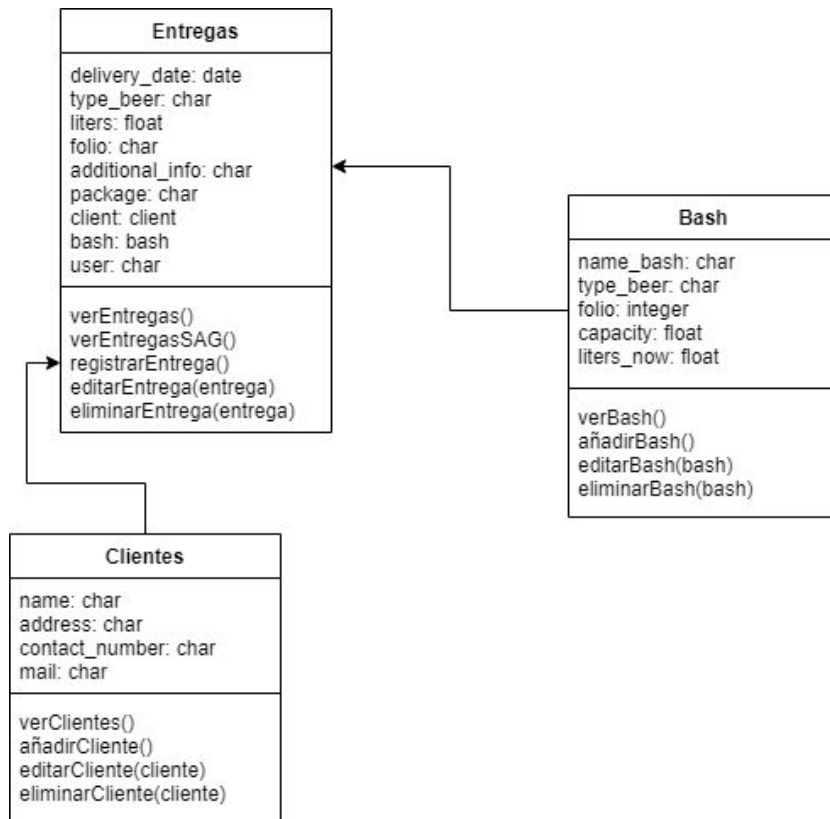 Entregas
delivery_date: date
type_beer: char
liters: float
folio: char
additional_info: char
package: char
client: client
bash: bash
user: char
verEntregas()
verEntregasSAG()
registrarEntrega()
editarEntrega(entrega)
eliminarEntrega(entrega)
Bash
name_bash: char
type_beer: char
folio: integer
capacity: float
liters_now: float
verBash()
añadirBash()
editarBash(bash)
eliminarBash(bash)
Clientes
name: char
address: char
contact_number: char
mail: char
verClientes()
añadirCliente()
editarCliente(cliente)
eliminarCliente(cliente)